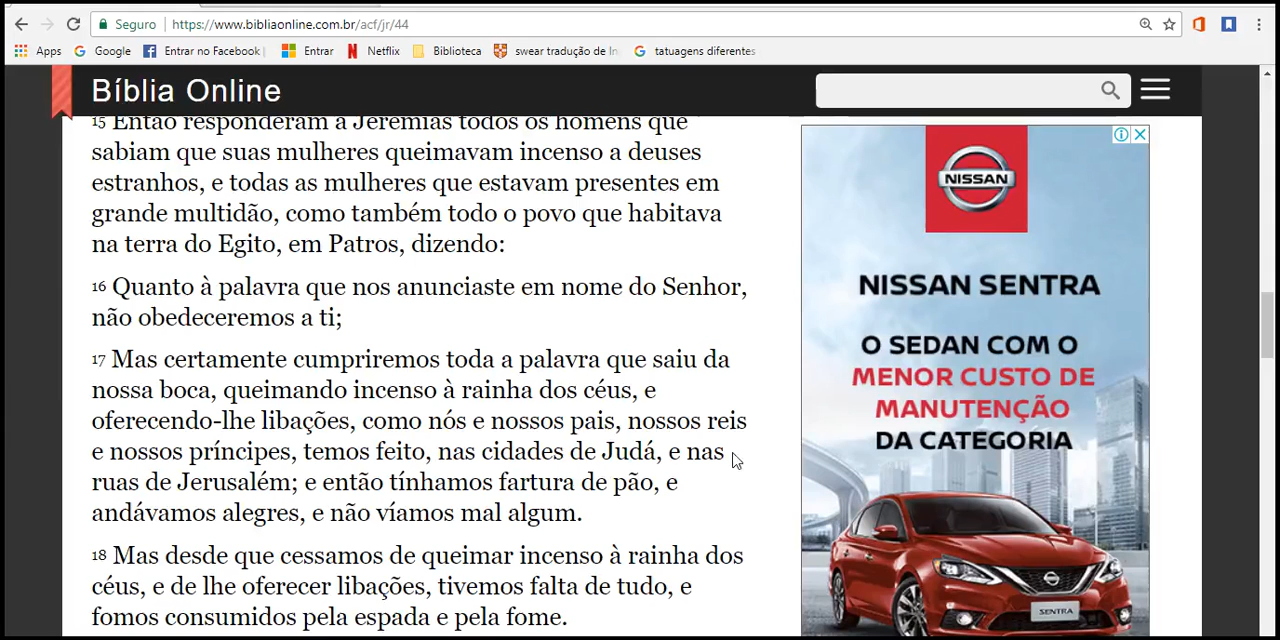 Seguro
https://www.bibliaonline.com.br/acf/jr/44
Apps
Google
Entrar no Facebook
Entrar
Netflix
Biblioteca
swear tradução de In
tatuagens diferentes
Bíblia Online
15 Então responderam a Jeremias todos os homens que
sabiam que suas mulheres queimavam incenso a deuses
estranhos, e todas as mulheres que estavam presentes em
grande multidão, como também todo o povo que habitava
na terra do Egito, em Patros, dizendo:
16 Quanto à palavra que nos anunciaste em nome do Senhor,
não obedeceremos a ti;
17 Mas certamente cumpriremos toda a palavra que saiu da
nossa boca, queimando incenso à rainha dos céus, e
oferecendo-lhe libações, como nós e nossos pais, nossos reis
e nossos príncipes, temos feito, nas cidades de Judá, e nas
ruas de Jerusalém; e então tínhamos fartura de pão, e
andávamos alegres, e não víamos mal algum.
18 Mas desde que cessamos de queimar incenso à rainha dos
céus, e de lhe oferecer libações, tivemos falta de tudo, e
fomos consumidos pela espada e pela fome.
NISSAN
NISSAN SENTRA
O SEDAN COM O
MENOR CUSTO DE
MANUTENÇÃO
DA CATEGORIA
SENTRA